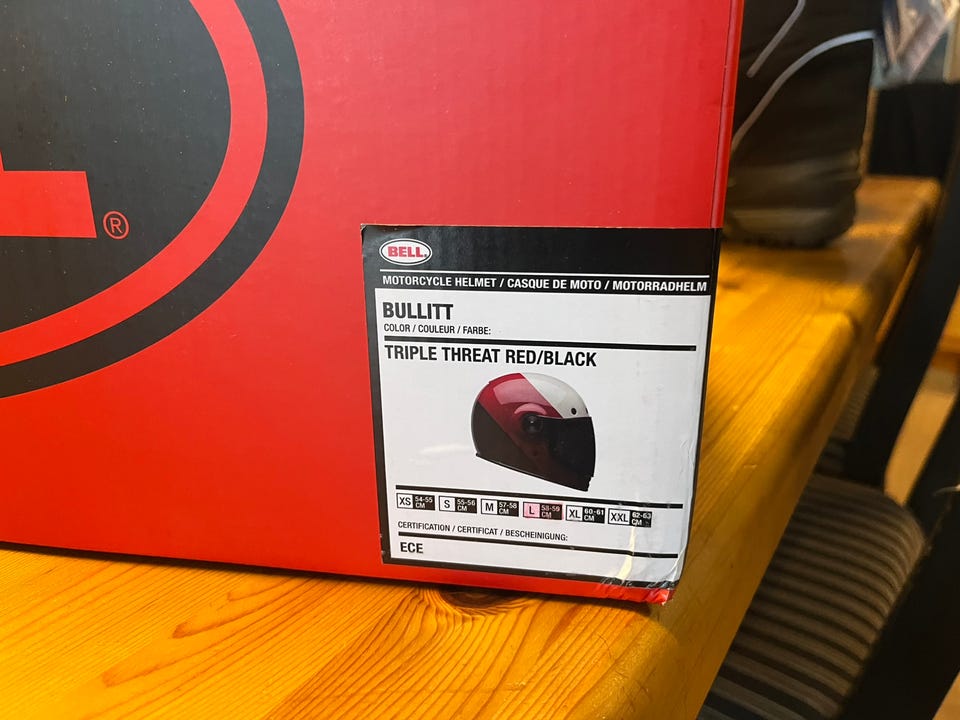 ®
BELL
MOTORCYCLE HELMET / CASQUE DE MOTO / MOTORRADHELM
BULLITT
COLOR / COULEUR / FARBE:
TRIPLE THREAT RED/BLACK
XS 54-55 CM S 55-56 CM M 57-58 CM L 58-59 CM XL 60-61 CM XXL 62-63 CM
CERTIFICATION / CERTIFICAT / BESCHEINIGUNG:
ECE